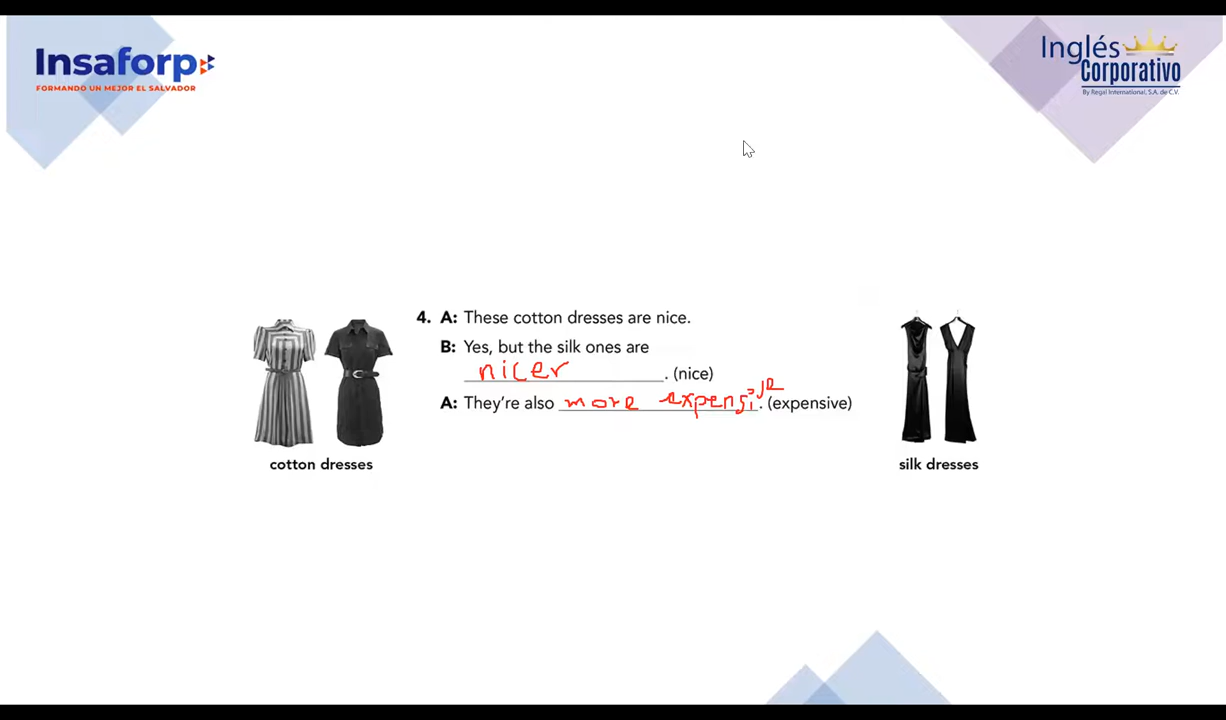 Insaforp
FORMANDO UN MEJOR EL SALVADOR
Inglés
Corporativo
By Regal International, S.A. de C.V.
4. A: These cotton dresses are nice.
B: Yes, but the silk ones are
nicer. (nice)
A: They're also more expensive. (expensive)
cotton dresses
silk dresses